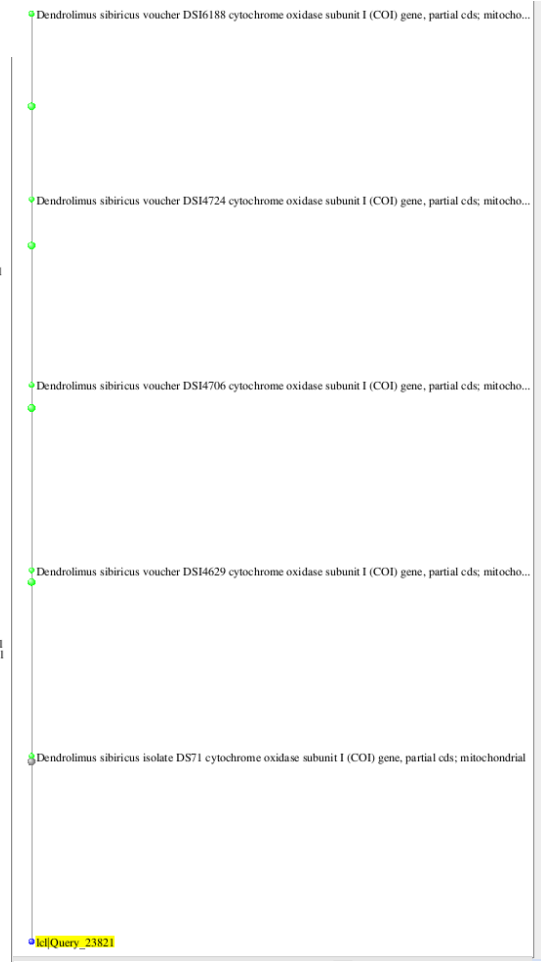 Dendrolimus sibiricus voucher DSI6188 cytochrome oxidase subunit I (COI) gene, partial cds; mitocho...
Dendrolimus sibiricus voucher DSI4724 cytochrome oxidase subunit I (COI) gene, partial cds; mitocho...
Dendrolimus sibiricus voucher DSI4706 cytochrome oxidase subunit I (COI) gene, partial cds; mitocho...
Dendrolimus sibiricus voucher DSI4629 cytochrome oxidase subunit I (COI) gene, partial cds; mitocho...
Dendrolimus sibiricus isolate DS71 cytochrome oxidase subunit I (COI) gene, partial cds; mitochondrial
lcl|Query_23821